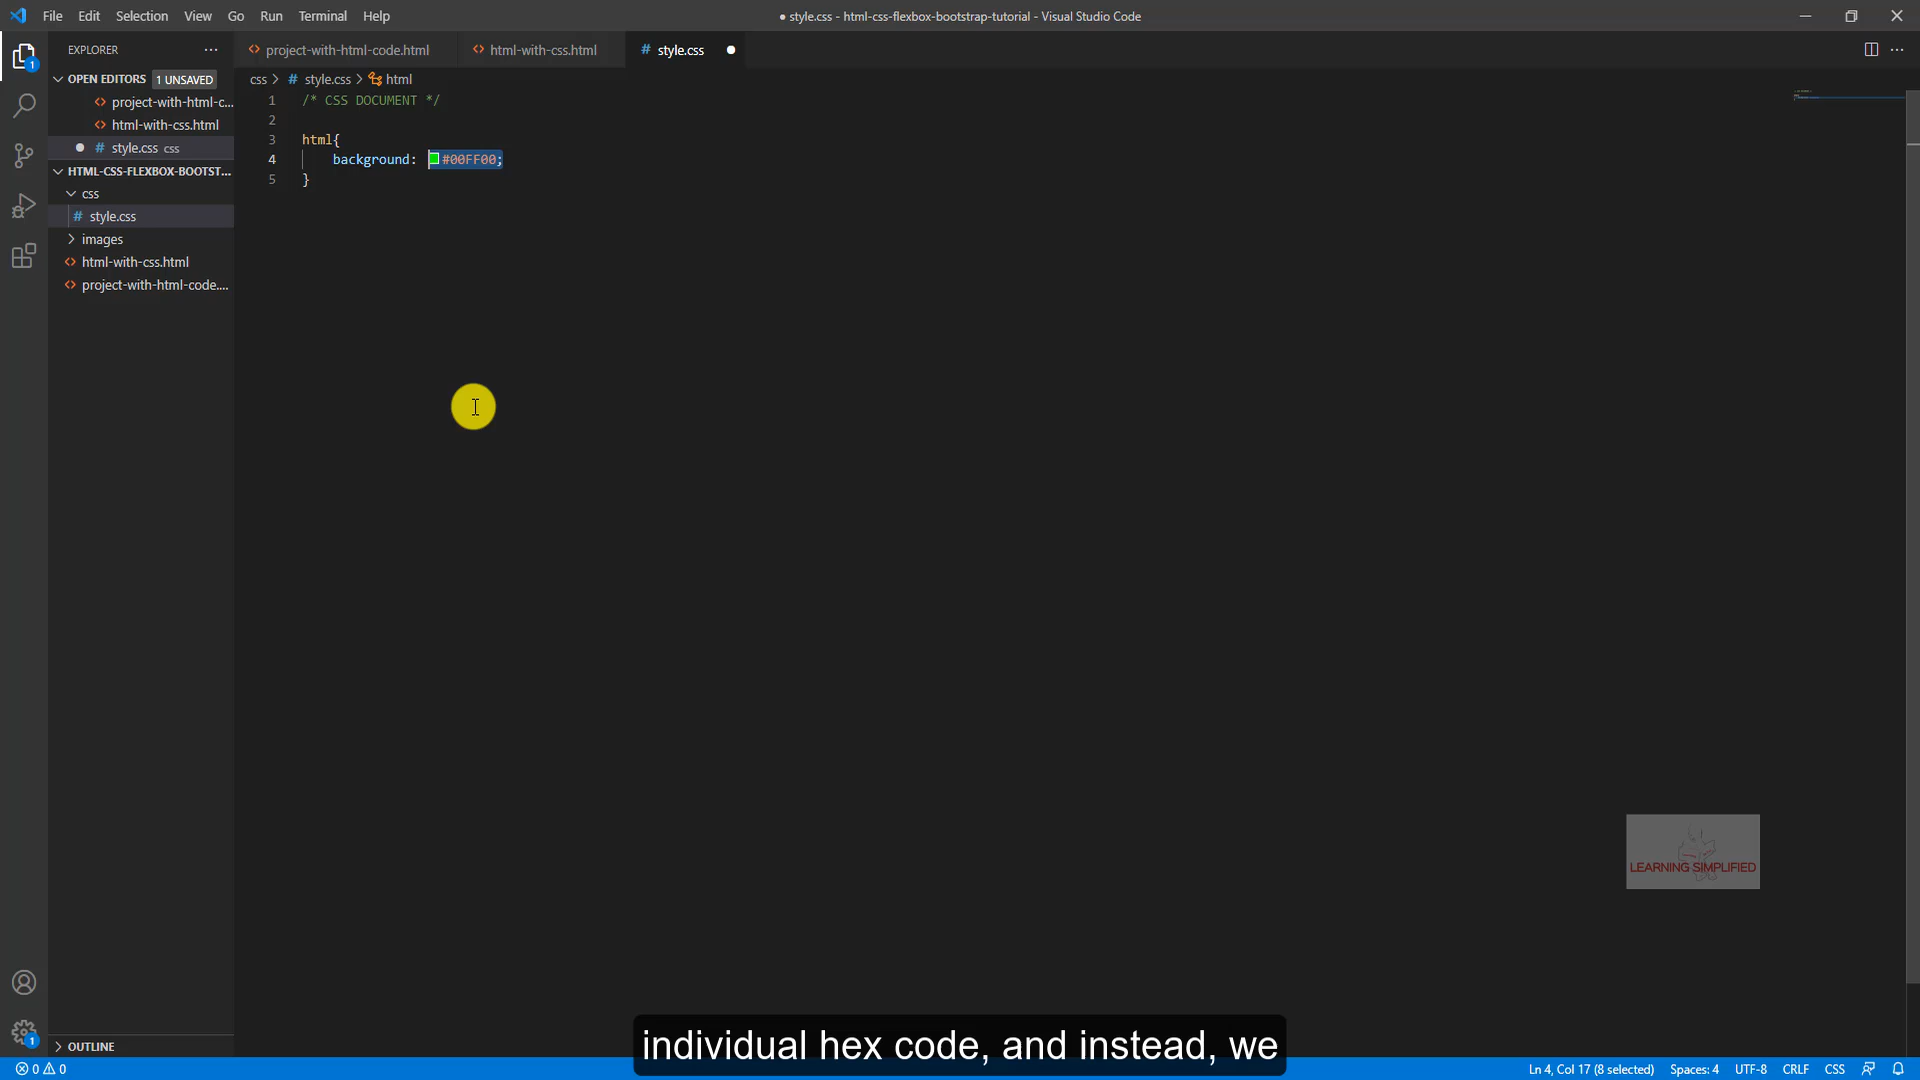 File Edit Selection View Go Run Terminal Help
● style.css - html-css-flexbox-bootstrap-tutorial - Visual Studio Code
EXPLORER
project-with-html-code.html
html-with-css.html
# style.css
OPEN EDITORS 1 UNSAVED
project-with-html-c...
html-with-css.html
# style.css css
HTML-CSS-FLEXBOX-BOOTST...
css
# style.css
images
html-with-css.html
project-with-html-code....
OUTLINE
css > # style.css > html
1 /* CSS DOCUMENT */
2
3 html{
4 background: #00FF00;
5 }
LEARNING SIMPLIFIED
individual hex code, and instead, we
1
1
0 0
Ln 4, Col 17 (8 selected) Spaces: 4 UTF-8 CRLF CSS